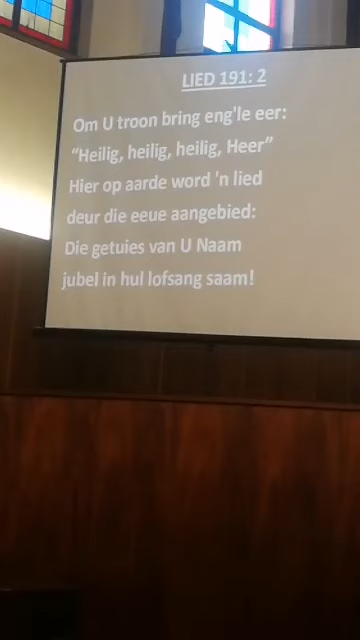 LIED 191: 2
Om U troon bring eng'le eer:
“Heilig, heilig, heilig, Heer”
Hier op aarde word 'n lied
deur die eeue aangebied:
Die getuies van U Naam
jubel in hul lofsang saam!